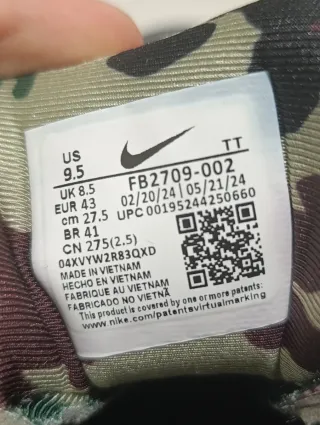 US
9.5
TT
UK 8.5
FB2709-002
EUR 43
02/20/24 | 05/21/24
cm 27.5
UPC 00195244250660
BR 41
CN 275(2.5)
04XVYW2R83QXD
MADE IN VIETNAM
HECHO EN VIETNAM
FABRIQUE AU VIETNAM
FABRICADO NO VIETNÃ
This product is covered by one or more patents:
www.nike.com/patentsvirtualmarking